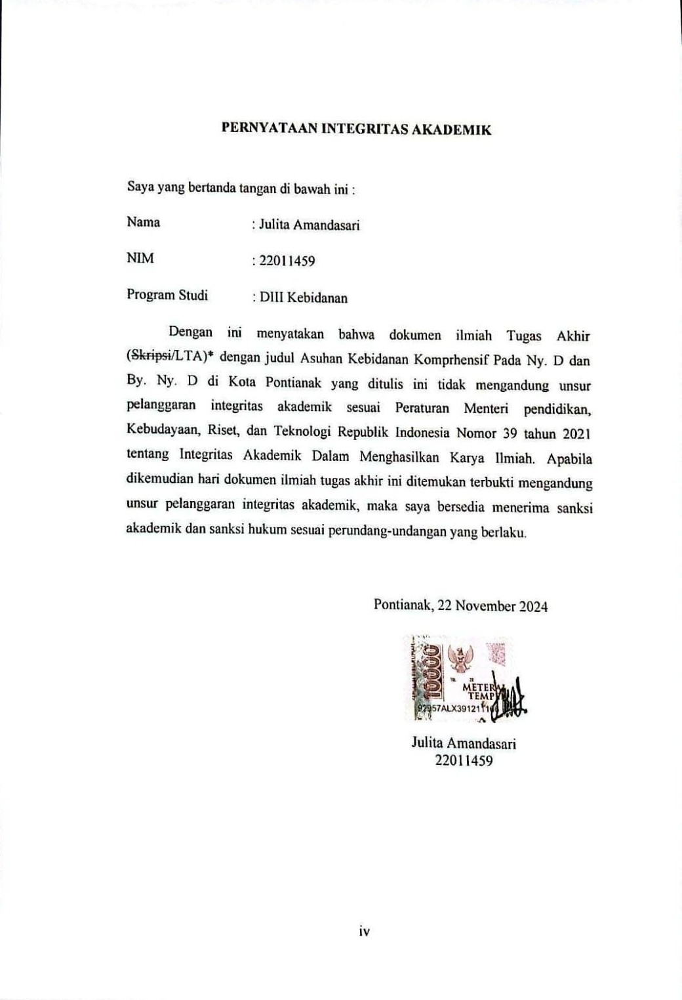 PERNYATAAN INTEGRITAS AKADEMIK
Saya yang bertanda tangan di bawah ini :
Nama : Julita Amandasari
NIM : 22011459
Program Studi : DIII Kebidanan
Dengan ini menyatakan bahwa dokumen ilmiah Tugas Akhir
(Skripsi/LTA)* dengan judul Asuhan Kebidanan Komprhensif Pada Ny. D dan
By. Ny. D di Kota Pontianak yang ditulis ini tidak mengandung unsur
pelanggaran integritas akademik sesuai Peraturan Menteri pendidikan,
Kebudayaan, Riset, dan Teknologi Republik Indonesia Nomor 39 tahun 2021
tentang Integritas Akademik Dalam Menghasilkan Karya Ilmiah. Apabila
dikemudian hari dokumen ilmiah tugas akhir ini ditemukan terbukti mengandung
unsur pelanggaran integritas akademik, maka saya bersedia menerima sanksi
akademik dan sanksi hukum sesuai perundang-undangan yang berlaku.
Pontianak, 22 November 2024
10000
METERA
TEMP
Julita Amandasari
22011459
iv